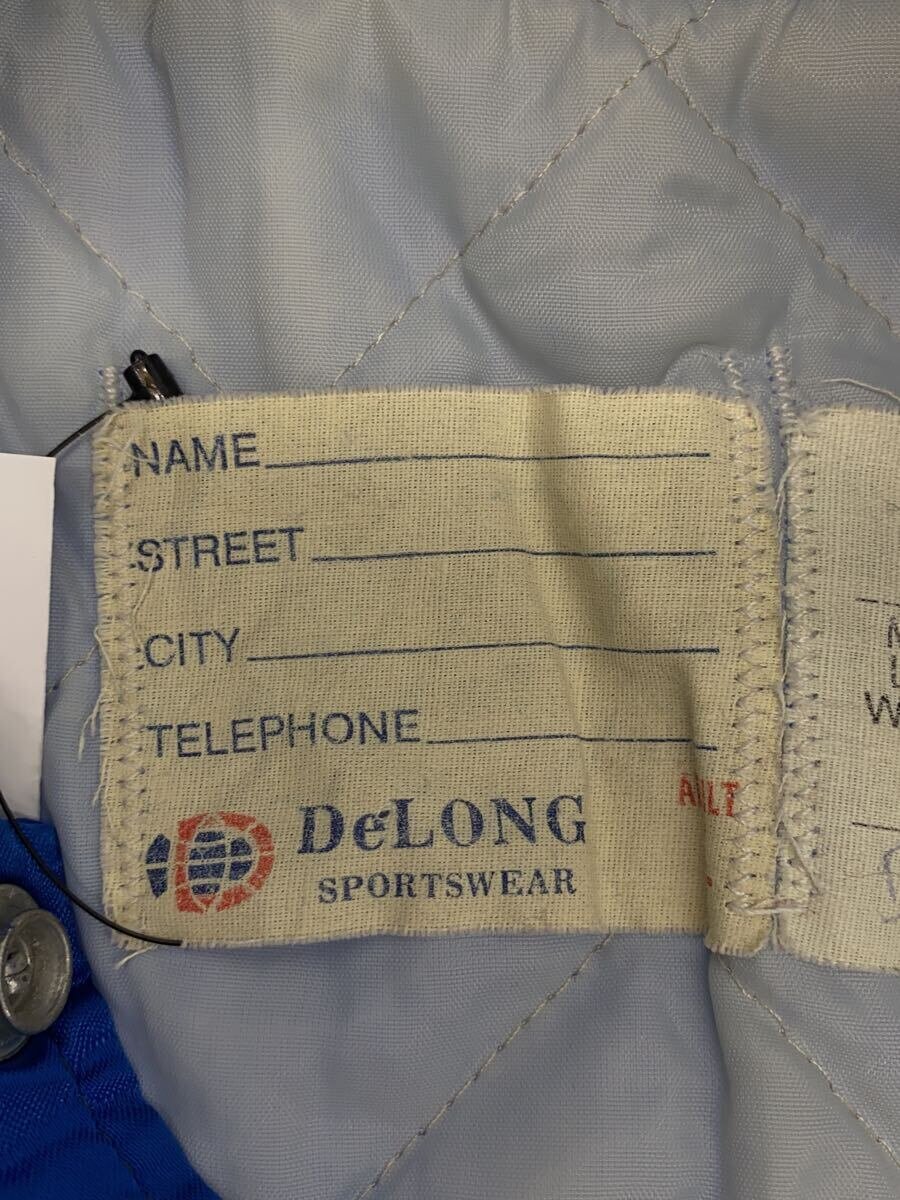 NAME
STREET
CITY
TELEPHONE
DeLONG
SPORTSWEAR